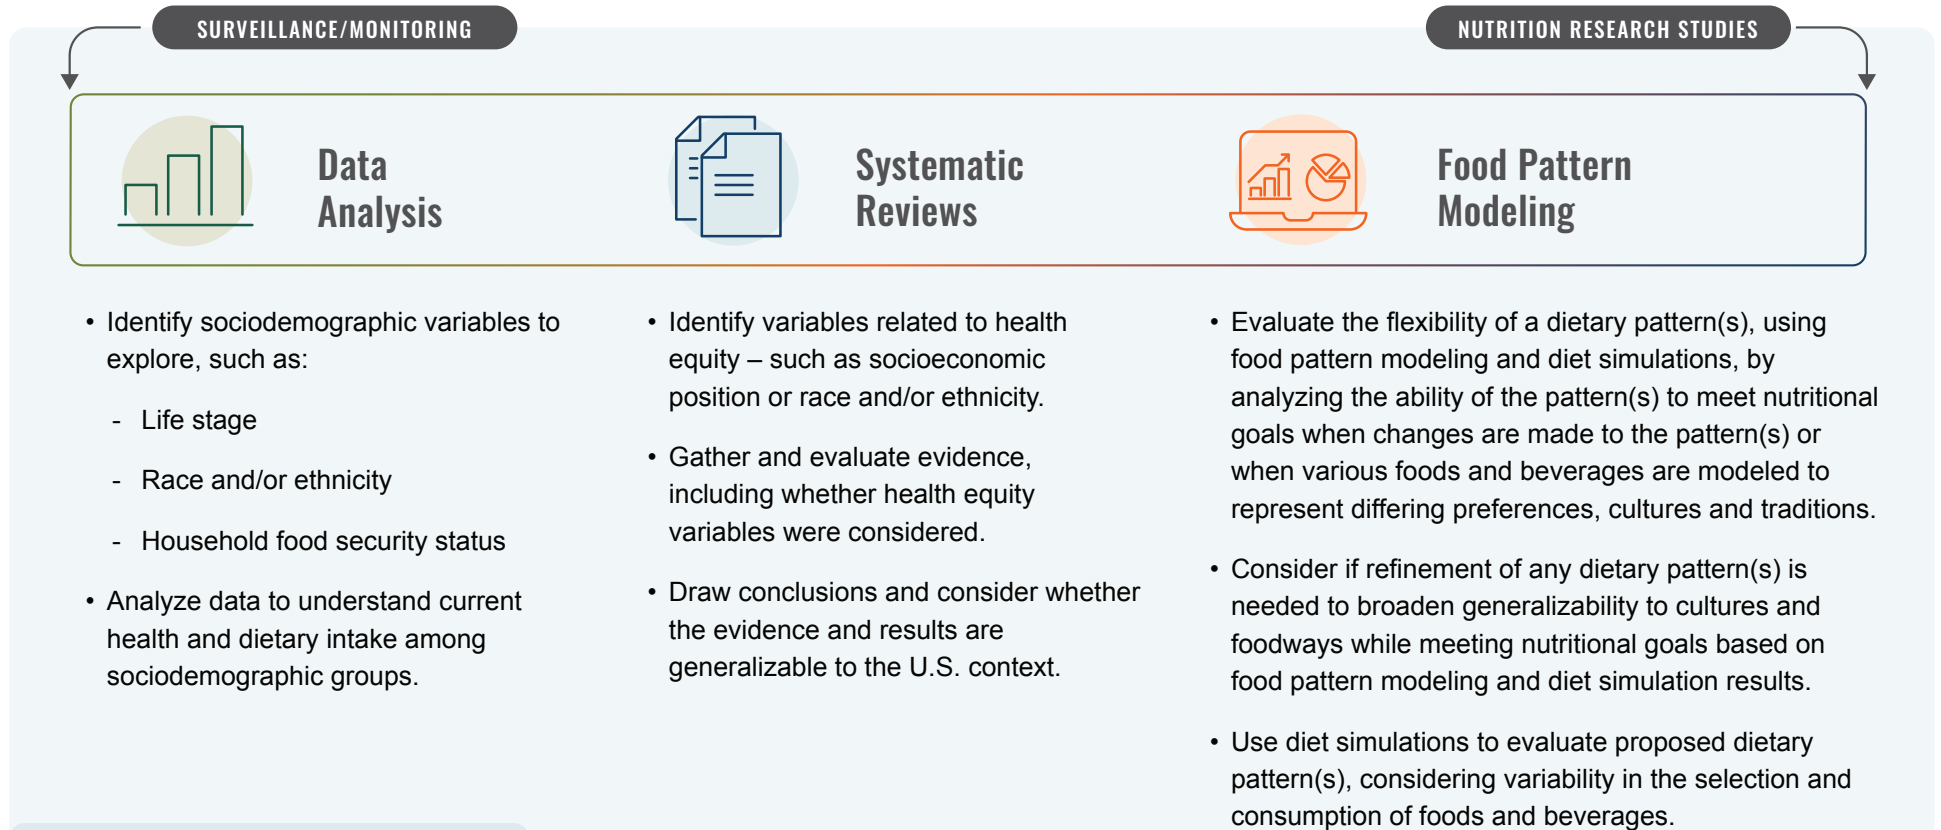 SURVEILLANCE/MONITORING
NUTRITION RESEARCH STUDIES
Data
Analysis
Systematic
Reviews
Food Pattern
Modeling
• Identify sociodemographic variables to
explore, such as:
- Life stage
- Race and/or ethnicity
- Household food security status
• Analyze data to understand current
health and dietary intake among
sociodemographic groups.
• Identify variables related to health
equity – such as socioeconomic
position or race and/or ethnicity.
• Gather and evaluate evidence,
including whether health equity
variables were considered.
• Draw conclusions and consider whether
the evidence and results are
generalizable to the U.S. context.
• Evaluate the flexibility of a dietary pattern(s), using
food pattern modeling and diet simulations, by
analyzing the ability of the pattern(s) to meet nutritional
goals when changes are made to the pattern(s) or
when various foods and beverages are modeled to
represent differing preferences, cultures and traditions.
• Consider if refinement of any dietary pattern(s) is
needed to broaden generalizability to cultures and
foodways while meeting nutritional goals based on
food pattern modeling and diet simulation results.
• Use diet simulations to evaluate proposed dietary
pattern(s), considering variability in the selection and
consumption of foods and beverages.